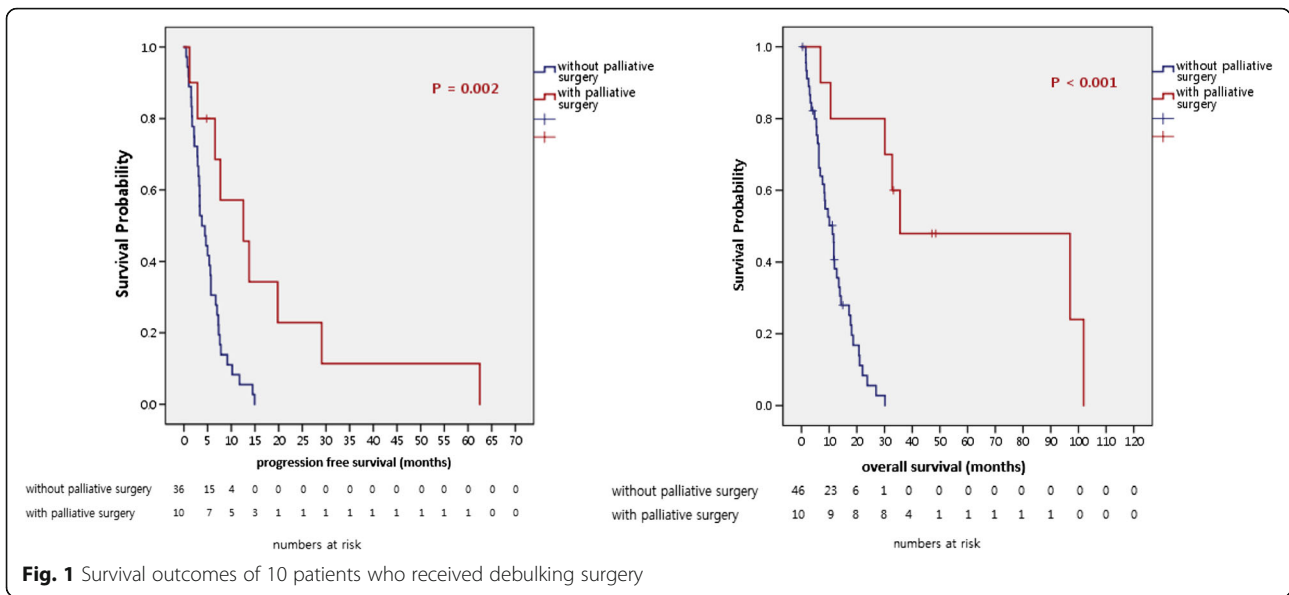 1.0
0.8
0.6
0.4
0.2
0.0
Survival Probability
P = 0.002
without palliative
surgery
with palliative
surgery
0 5 10 15 20 25 30 35 40 45 50 55 60 65 70
progression free survival (months)
without palliative surgery 36 15 4 0 0 0 0 0 0 0 0 0 0 0 0
with palliative surgery 10 7 5 3 1 1 1 1 1 1 1 1 1 0 0
numbers at risk
1.0
0.8
0.6
0.4
0.2
0.0
Survival Probability
P < 0.001
without palliative
surgery
with palliative
surgery
0 10 20 30 40 50 60 70 80 90 100 110 120
overall survival (months)
without palliative surgery 46 23 6 1 0 0 0 0 0 0 0 0 0
with palliative surgery 10 9 8 8 4 1 1 1 1 1 0 0 0
numbers at risk
Fig. 1 Survival outcomes of 10 patients who received debulking surgery